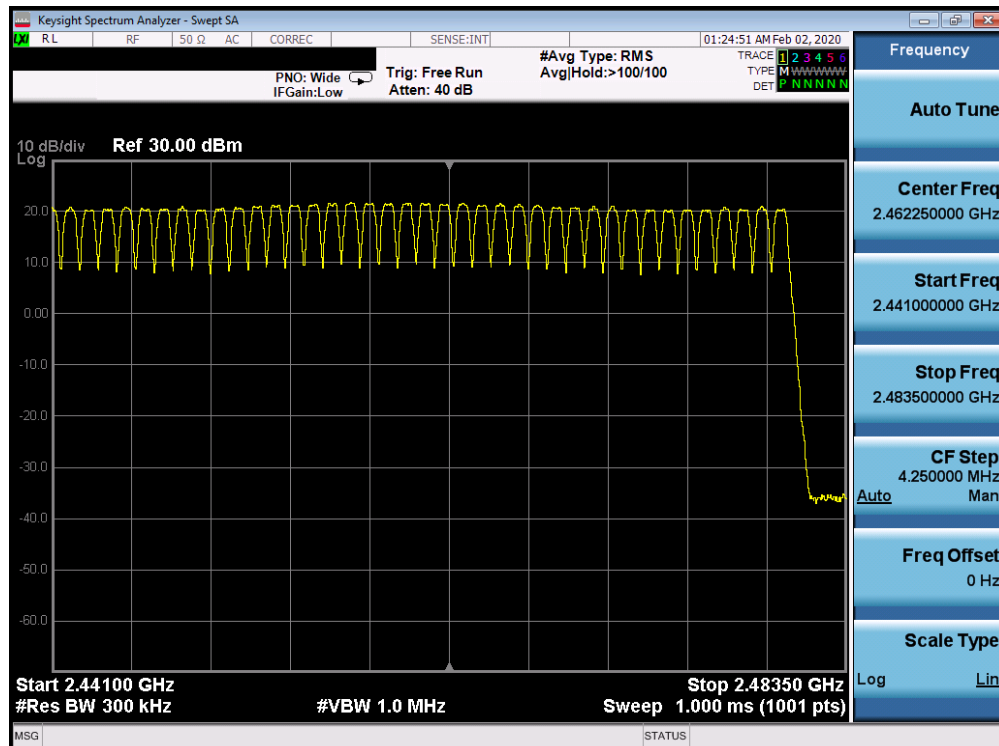 Keysight Spectrum Analyzer - Swept SA
LXI RL RF 50 Ω AC CORREC SENSE:INT 01:24:51 AM Feb 02, 2020
Frequency
PNO: Wide
IFGain:Low
Trig: Free Run
Atten: 40 dB
#Avg Type: RMS
Avg|Hold:>100/100
TRACE 1 2 3 4 5 6
TYPE M WWWWW
DET P N N N N N
Auto Tune
10 dB/div Ref 30.00 dBm
Log
20.0
10.0
0.00
-10.0
-20.0
-30.0
-40.0
-50.0
-60.0
Center Freq
2.462250000 GHz
Start Freq
2.441000000 GHz
Stop Freq
2.483500000 GHz
CF Step
4.250000 MHz
Auto Man
Freq Offset
0 Hz
Scale Type
Log Lin
Start 2.44100 GHz Stop 2.48350 GHz
#Res BW 300 kHz #VBW 1.0 MHz Sweep 1.000 ms (1001 pts)
MSG STATUS